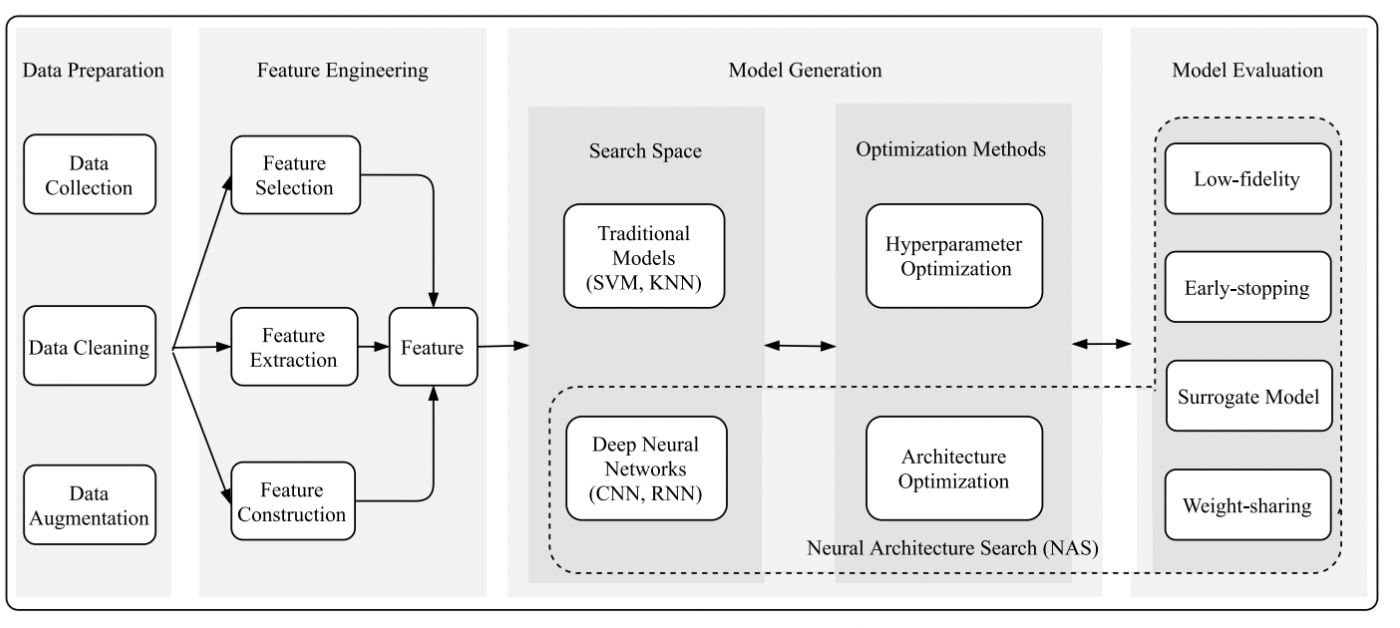 Data Preparation
Data
Collection
Data Cleaning
Data
Augmentation
Feature Engineering
Feature
Selection
Feature
Extraction
Feature
Feature
Construction
Model Generation
Search Space
Traditional
Models
(SVM, KNN)
Deep Neural
Networks
(CNN, RNN)
Optimization Methods
Hyperparameter
Optimization
Architecture
Optimization
Neural Architecture Search (NAS)
Model Evaluation
Low-fidelity
Early-stopping
Surrogate Model
Weight-sharing